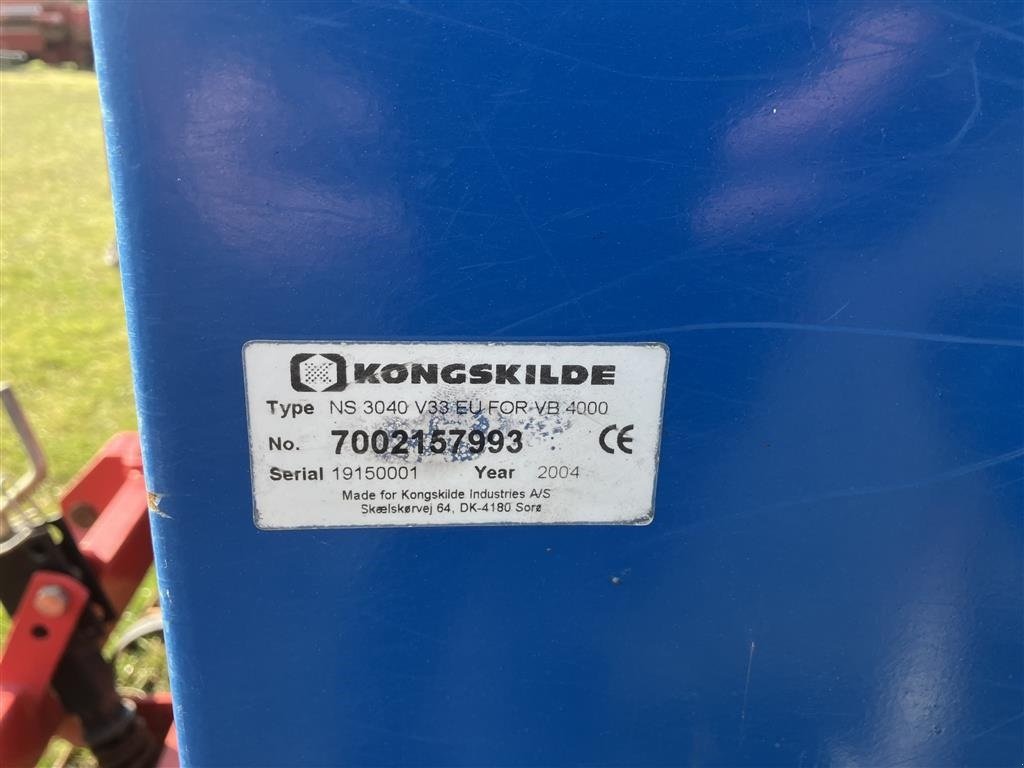 KONGSKILDE
Type NS 3040 V33 EU FOR VB 4000
No. 7002157993 CE
Serial 19150001 Year 2004
Made for Kongskilde Industries A/S
Skælskørvej 64, DK-4180 Sorø